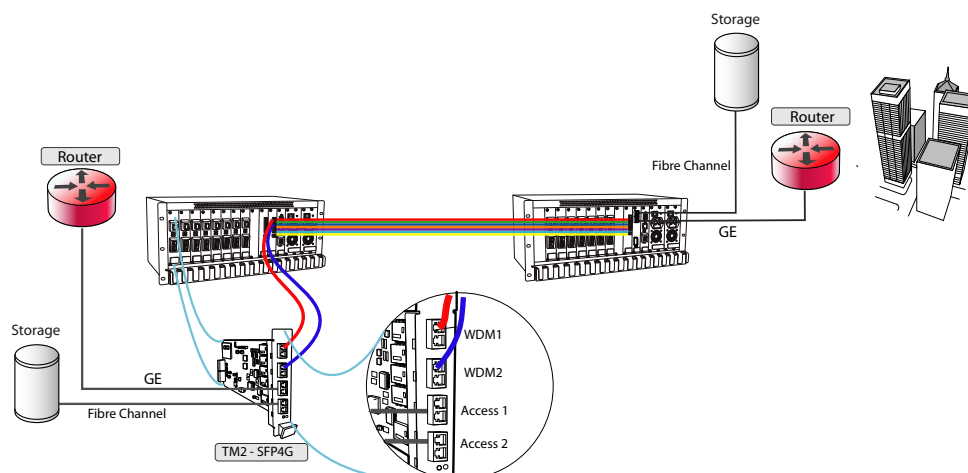 Storage
Router
Fibre Channel
GE
Router
Storage
GE
Fibre Channel
TM2 - SFP4G
WDM1
WDM2
Access 1
Access 2